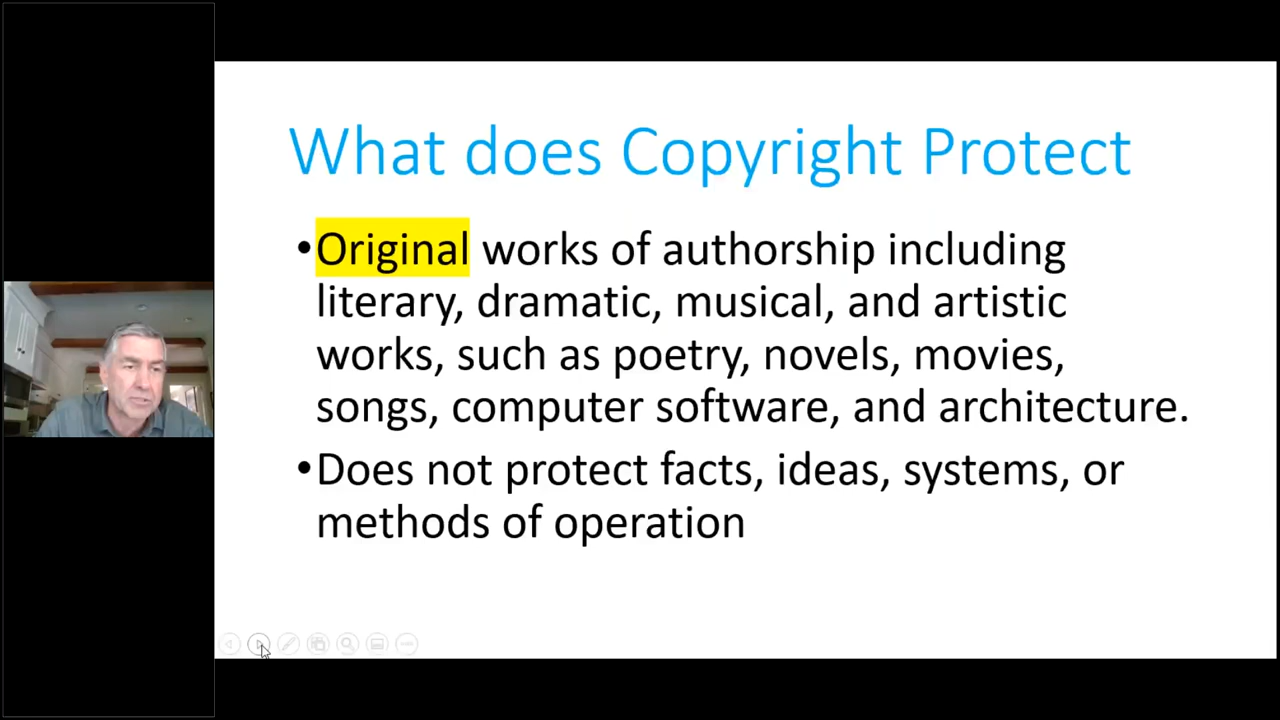 What does Copyright Protect
•Original works of authorship including
literary, dramatic, musical, and artistic
works, such as poetry, novels, movies,
songs, computer software, and architecture.
•Does not protect facts, ideas, systems, or
methods of operation